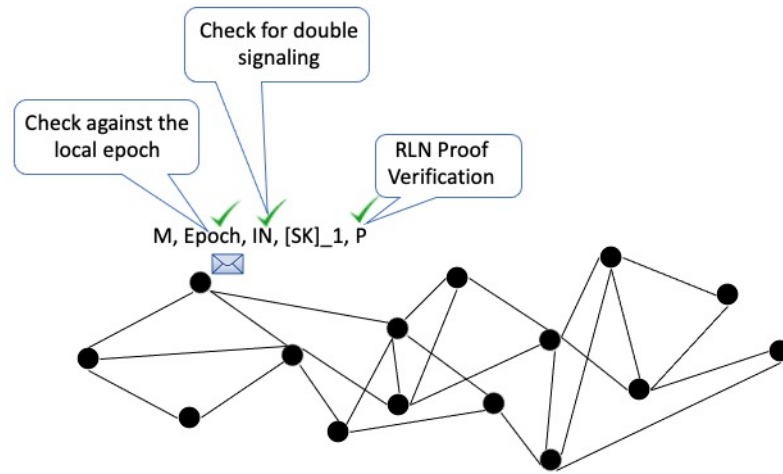 Check for double
signaling
Check against the
local epoch
RLN Proof
Verification
M, Epoch, IN, [SK]_1, P